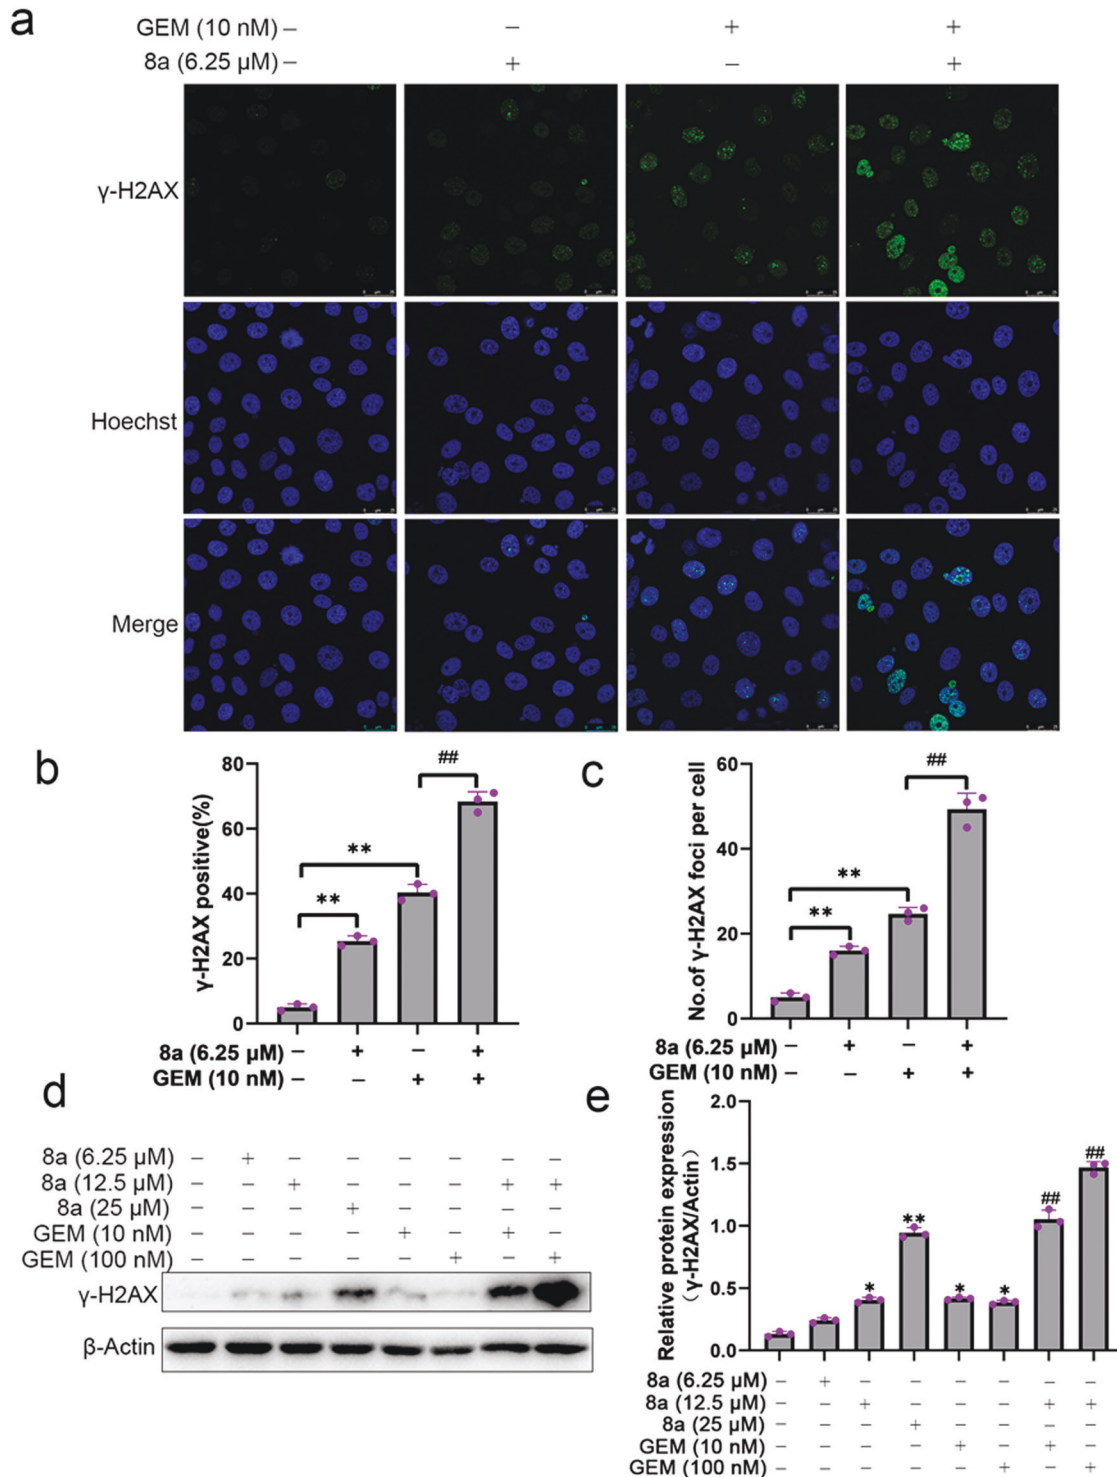 a
GEM (10 nM) – – + +
8a (6.25 µM) – + – +
γ-H2AX
Hoechst
Merge
b
γ-H2AX positive(%)
80
60
40
20
0
**
**
##
8a (6.25 µM) – + – +
GEM (10 nM) – – + +
c
No.of γ-H2AX foci per cell
60
40
20
0
**
**
##
8a (6.25 µM) – + – +
GEM (10 nM) – – + +
d
8a (6.25 µM) – + – – – – – –
8a (12.5 µM) – – + – – – + +
8a (25 µM) – – – + – – – –
GEM (10 nM) – – – – + – + –
GEM (100 nM) – – – – – + – +
γ-H2AX
β-Actin
e
Relative protein expression
(γ-H2AX/Actin)
2.0
1.5
1.0
0.5
0.0
* ** * * ## ##
8a (6.25 µM) – + – – – – – –
8a (12.5 µM) – – + – – – + +
8a (25 µM) – – – + – – – –
GEM (10 nM) – – – – + – + –
GEM (100 nM) – – – – – + – +